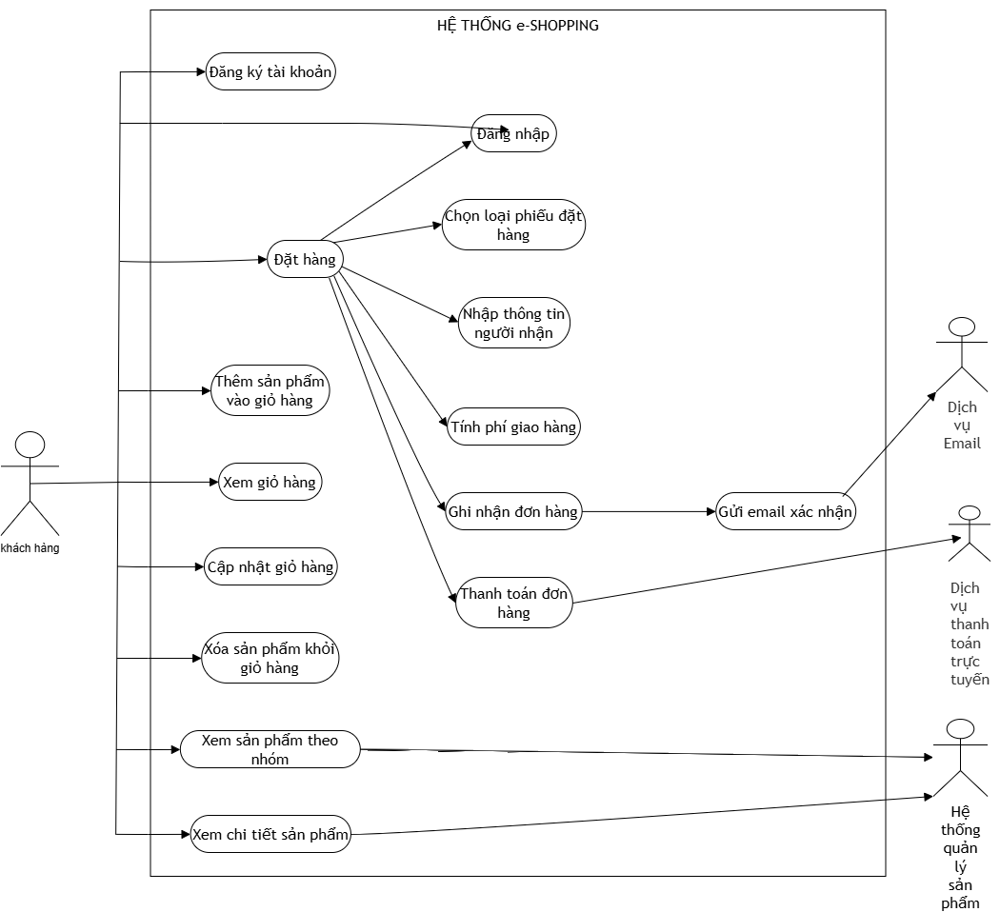 HỆ THỐNG e-SHOPPING
Đăng ký tài khoản
Đăng nhập
Chọn loại phiếu đặt
hàng
Đặt hàng
Nhập thông tin
người nhận
Thêm sản phẩm
vào giỏ hàng
Tính phí giao hàng
Dịch
vụ
Email
Xem giỏ hàng
Ghi nhận đơn hàng
Gửi email xác nhận
khách hàng
Cập nhật giỏ hàng
Thanh toán đơn
hàng
Dịch
vụ
thanh
toán
trực
tuyến
Xóa sản phẩm khỏi
giỏ hàng
Xem sản phẩm theo
nhóm
Xem chi tiết sản phẩm
Hệ
thống
quản
lý
sản
phẩm